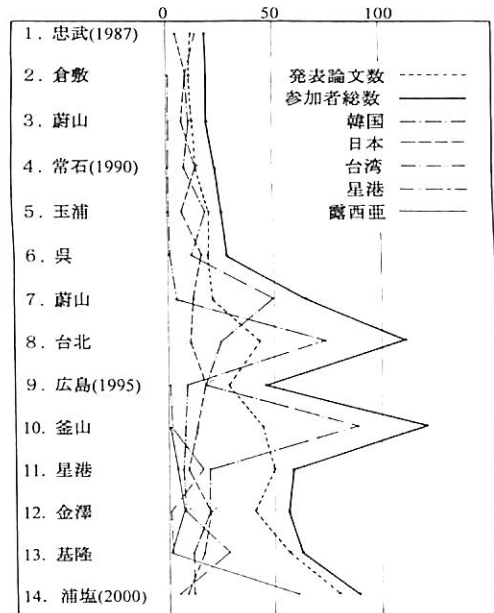 0 50 100
1. 忠武(1987)
2. 倉敷
3. 蔚山
4. 常石(1990)
5. 玉浦
6. 呉
7. 蔚山
8. 台北
9. 広島(1995)
10. 釜山
11. 星港
12. 金澤
13. 基隆
14. 浦塩(2000)
発表論文数
参加者総数
韓国
日本
台湾
星港
露西亜